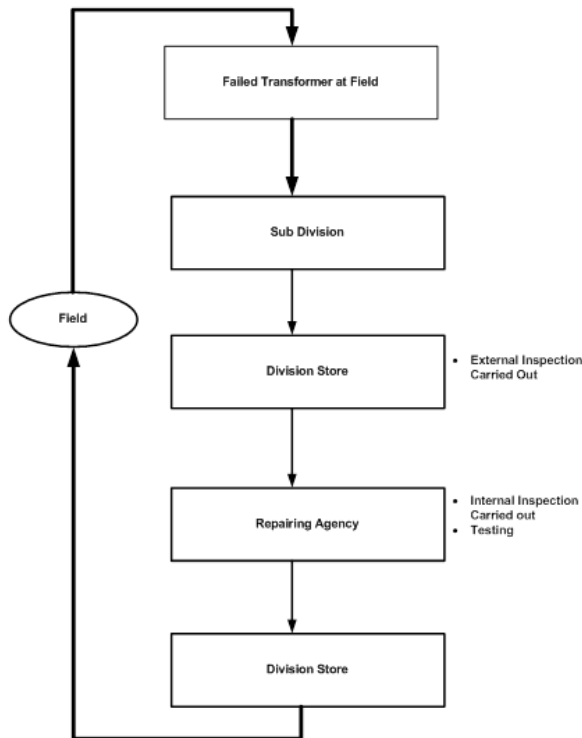 Failed Transformer at Field
Sub Division
Field
Division Store
• External Inspection
Carried Out
Repairing Agency
• Internal Inspection
Carried out
• Testing
Division Store